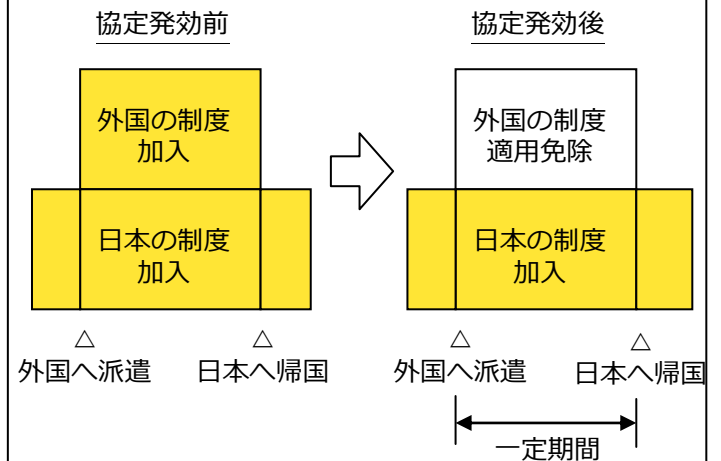 協定発効前
外国の制度
加入
日本の制度
加入
△
外国へ派遣
△
日本へ帰国
協定発効後
外国の制度
適用免除
日本の制度
加入
△
外国へ派遣
△
日本へ帰国
一定期間